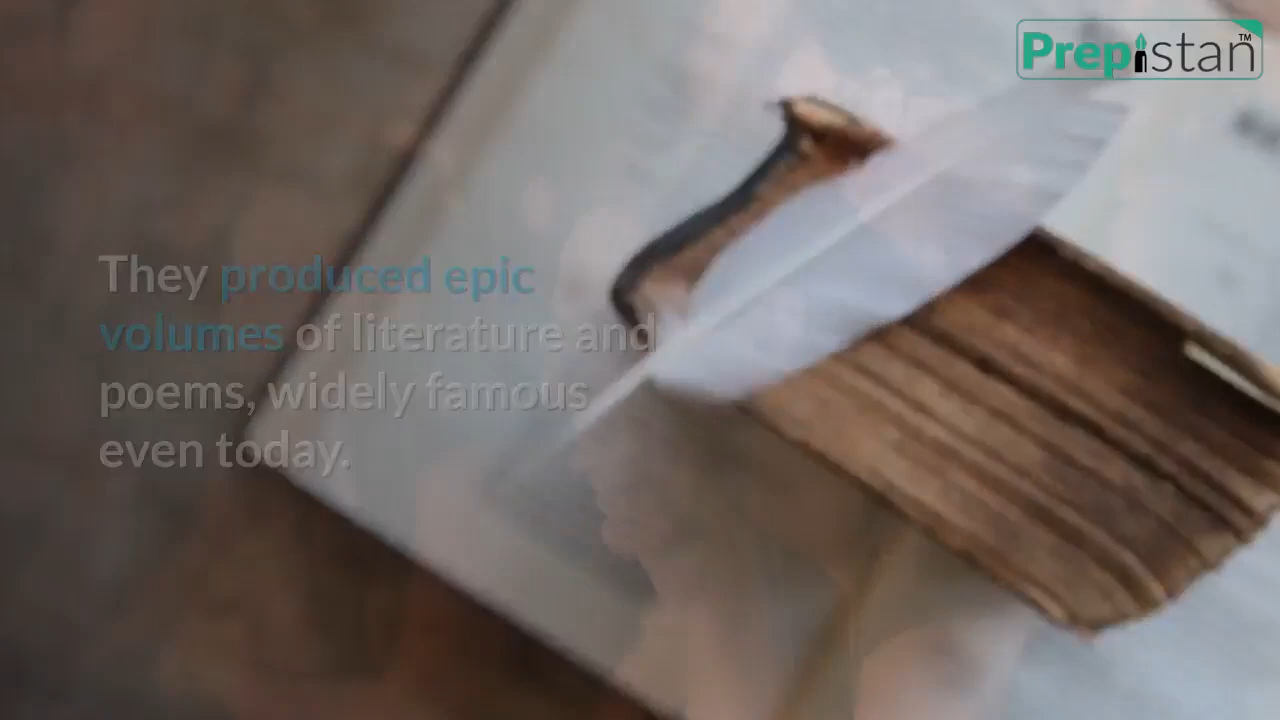 Prepistan™
They produced epic
volumes of literature and
poems, widely famous
even today.